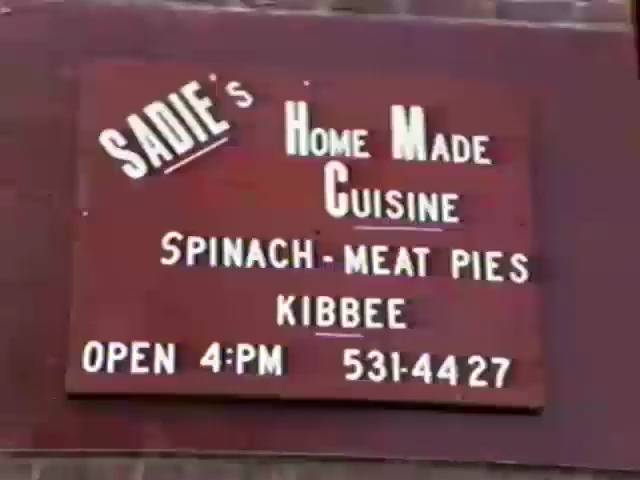 SADIE'S HOME MADE
CUISINE
SPINACH - MEAT PIES
KIBBEE
OPEN 4:PM 531-4427